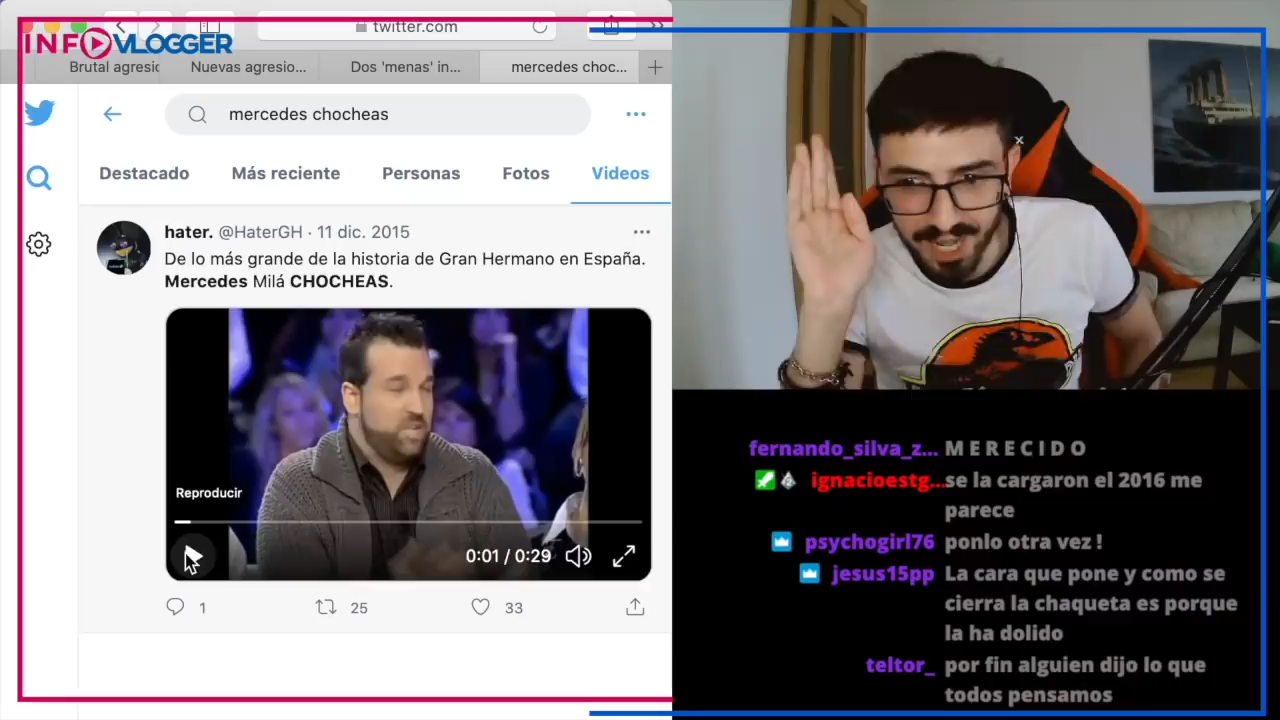 INFOVLOGGER
twitter.com
Brutal agresio
Nuevas agresio...
Dos 'menas' in...
mercedes choc...
mercedes chocheas
Destacado
Más reciente
Personas
Fotos
Videos
hater. @HaterGH · 11 dic. 2015
De lo más grande de la historia de Gran Hermano en España.
Mercedes Milá CHOCHEAS.
Reproducir
0:01 / 0:29
1
25
33
fernando_silva_z... M E R E C I D O
ignacioestg...se la cargaron el 2016 me
parece
psychogirl76 ponlo otra vez !
jesus15pp La cara que pone y como se
cierra la chaqueta es porque
la ha dolido
teltor_ por fin alguien dijo lo que
todos pensamos